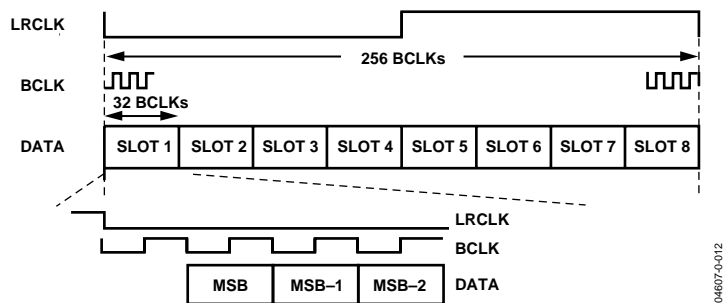 LRCLK
256 BCLKs
BCLK
32 BCLKs
DATA SLOT 1 SLOT 2 SLOT 3 SLOT 4 SLOT 5 SLOT 6 SLOT 7 SLOT 8
LRCLK
BCLK
MSB MSB–1 MSB–2 DATA
04607-0-012